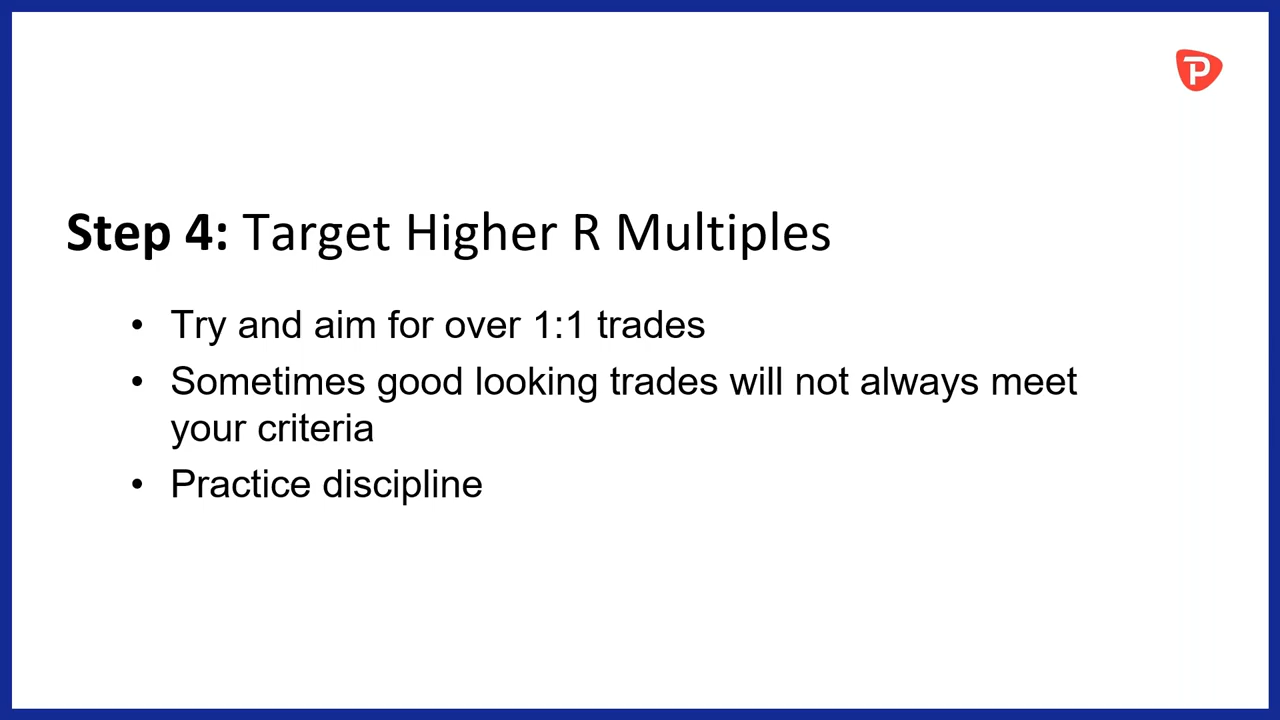 Step 4: Target Higher R Multiples
• Try and aim for over 1:1 trades
• Sometimes good looking trades will not always meet
your criteria
• Practice discipline